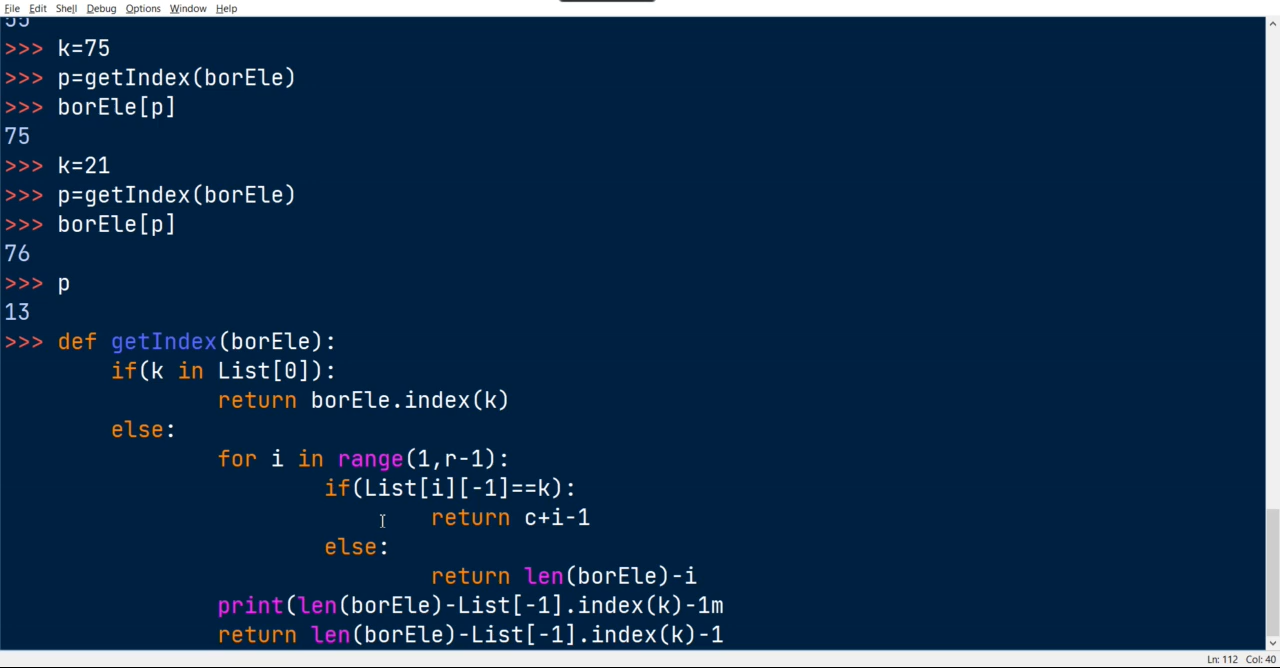 File Edit Shell Debug Options Window Help
55
>>> k=75
>>> p=getIndex(borEle)
>>> borEle[p]
75
>>> k=21
>>> p=getIndex(borEle)
>>> borEle[p]
76
>>> p
13
>>> def getIndex(borEle):
if(k in List[0]):
return borEle.index(k)
else:
for i in range(1,r-1):
if(List[i][-1]==k):
return c+i-1
else:
return len(borEle)-i
print(len(borEle)-List[-1].index(k)-1m
return len(borEle)-List[-1].index(k)-1
Ln: 112 Col: 40